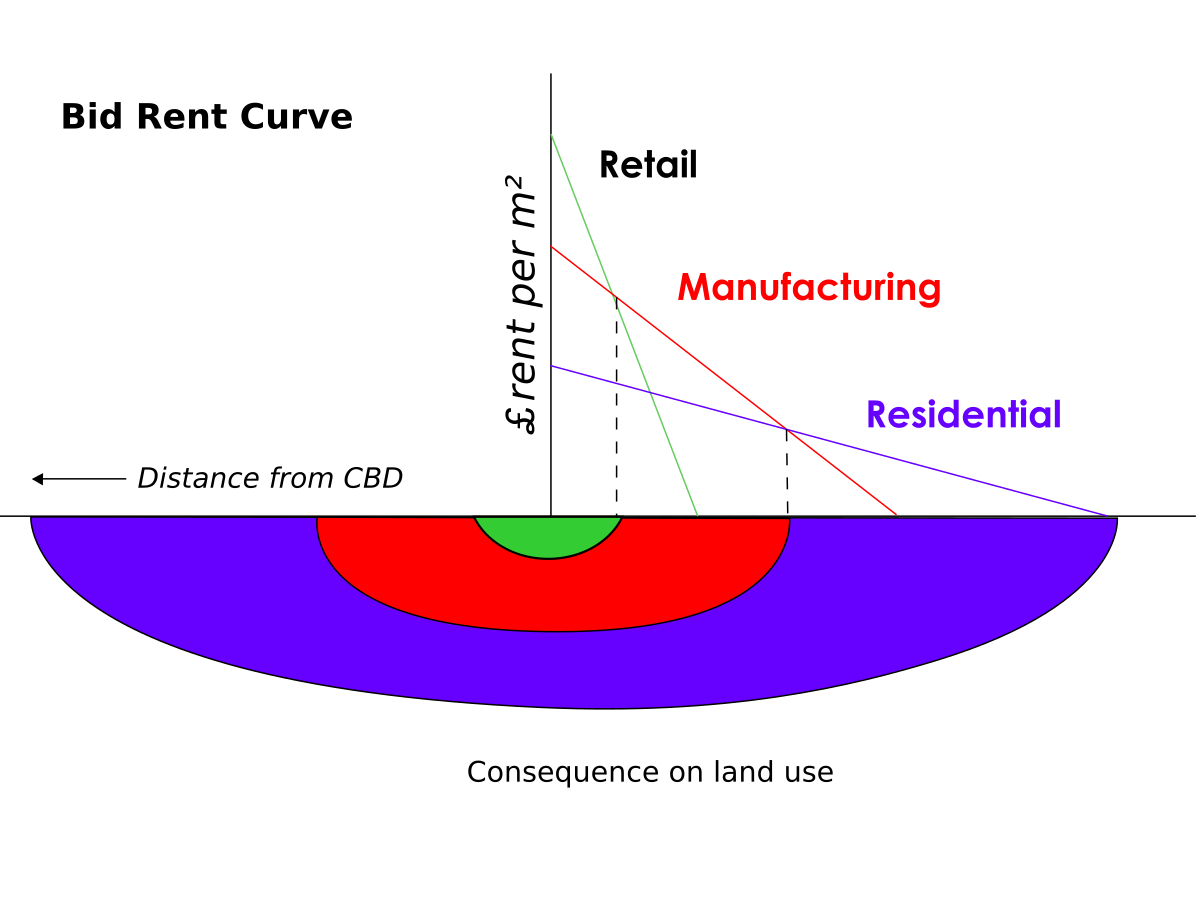 Bid Rent Curve
Retail
£ rent per m²
Manufacturing
Residential
Distance from CBD
Consequence on land use